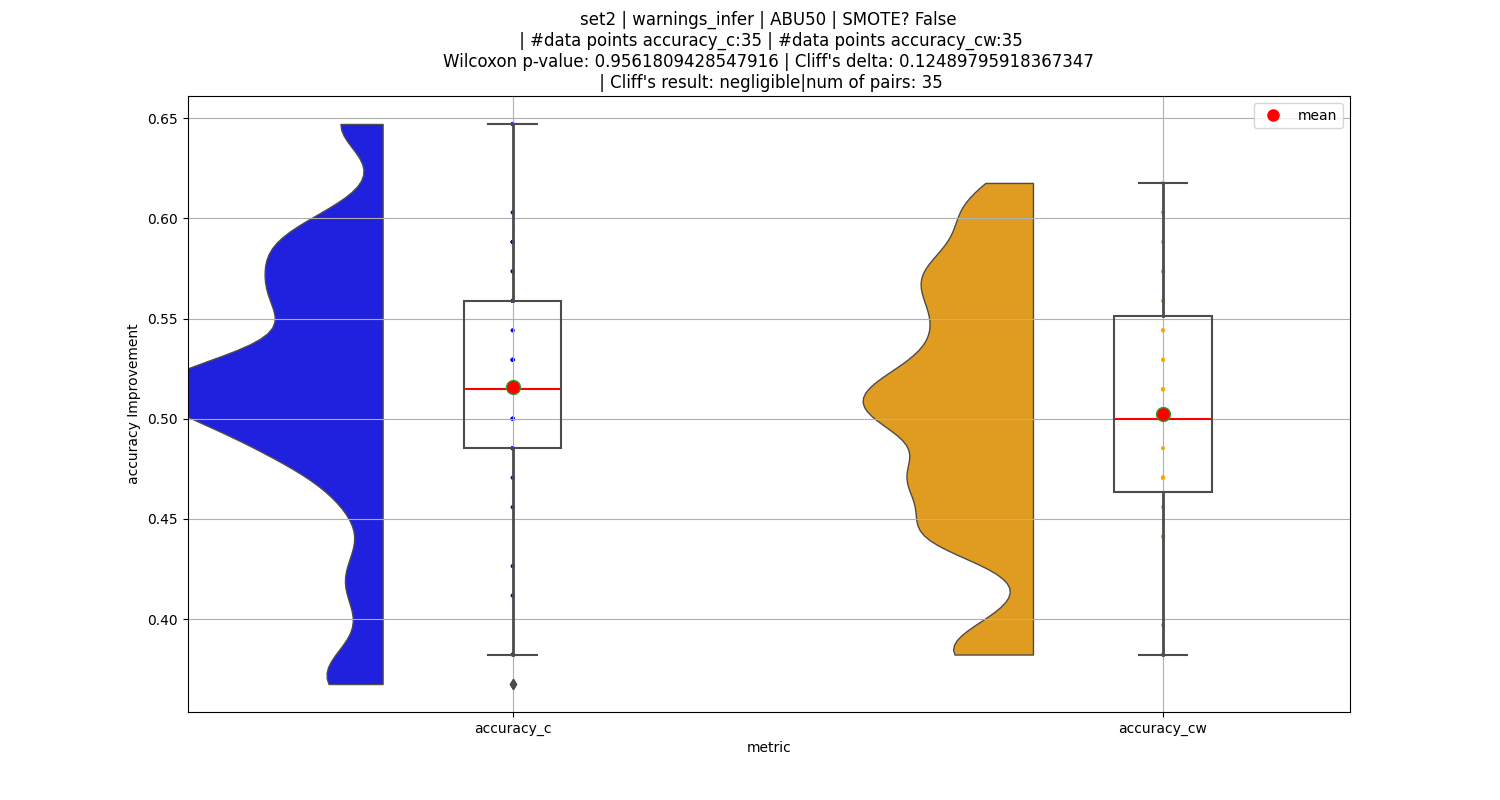 set2 | warnings_infer | ABU50 | SMOTE? False
| #data points accuracy_c:35 | #data points accuracy_cw:35
Wilcoxon p-value: 0.9561809428547916 | Cliff's delta: 0.12489795918367347
| Cliff's result: negligible|num of pairs: 35
mean
0.65
0.60
0.55
0.50
0.45
0.40
accuracy Improvement
accuracy_c
accuracy_cw
metric